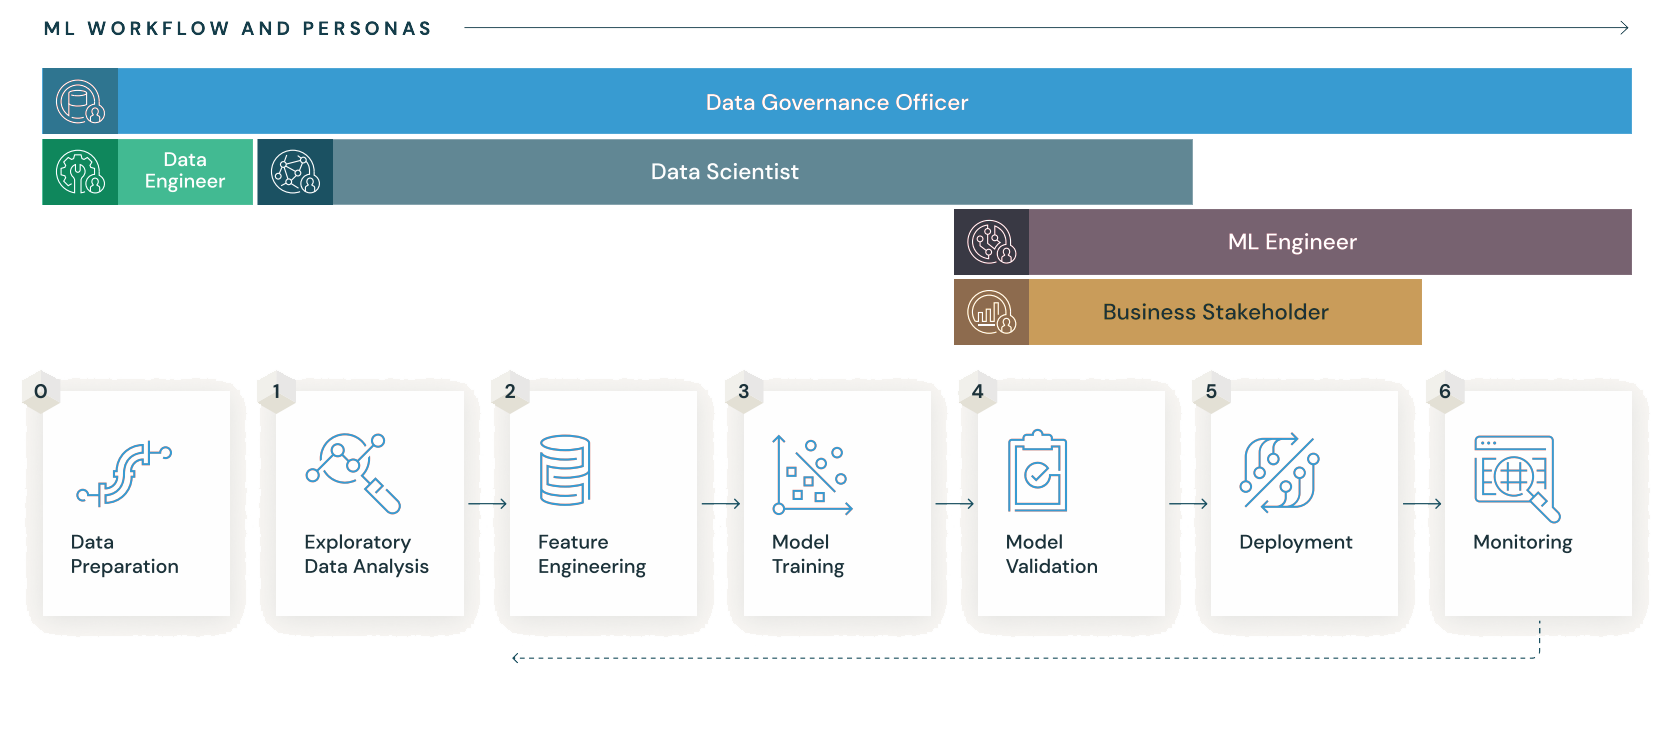 ML WORKFLOW AND PERSONAS
Data Governance Officer
Data
Engineer
Data Scientist
ML Engineer
Business Stakeholder
0
Data
Preparation
1
Exploratory
Data Analysis
2
Feature
Engineering
3
Model
Training
4
Model
Validation
5
Deployment
6
Monitoring